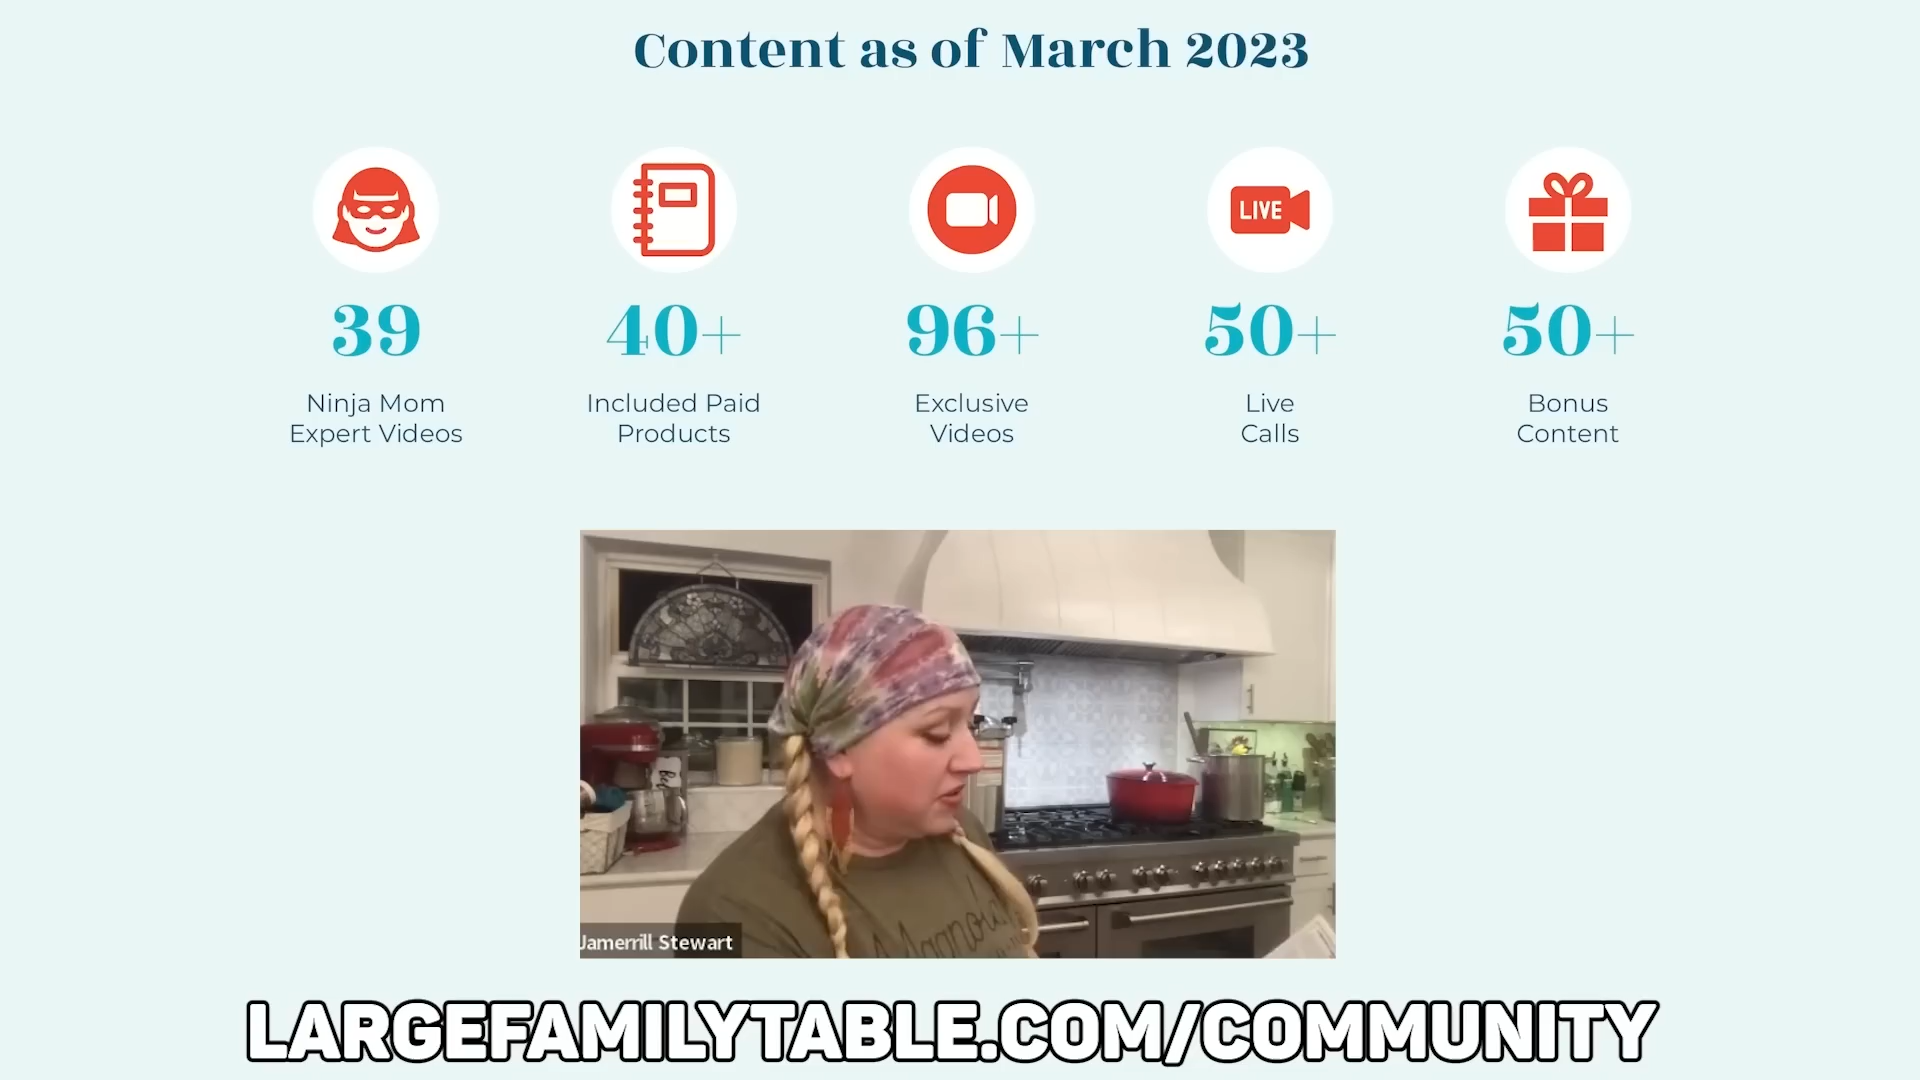 Content as of March 2023
LIVE
39
40+
96+
50+
50+
Ninja Mom
Expert Videos
Included Paid
Products
Exclusive
Videos
Live
Calls
Bonus
Content
Magnolia
Jamerrill Stewart
LARGEFAMILYTABLE.COM/COMMUNITY